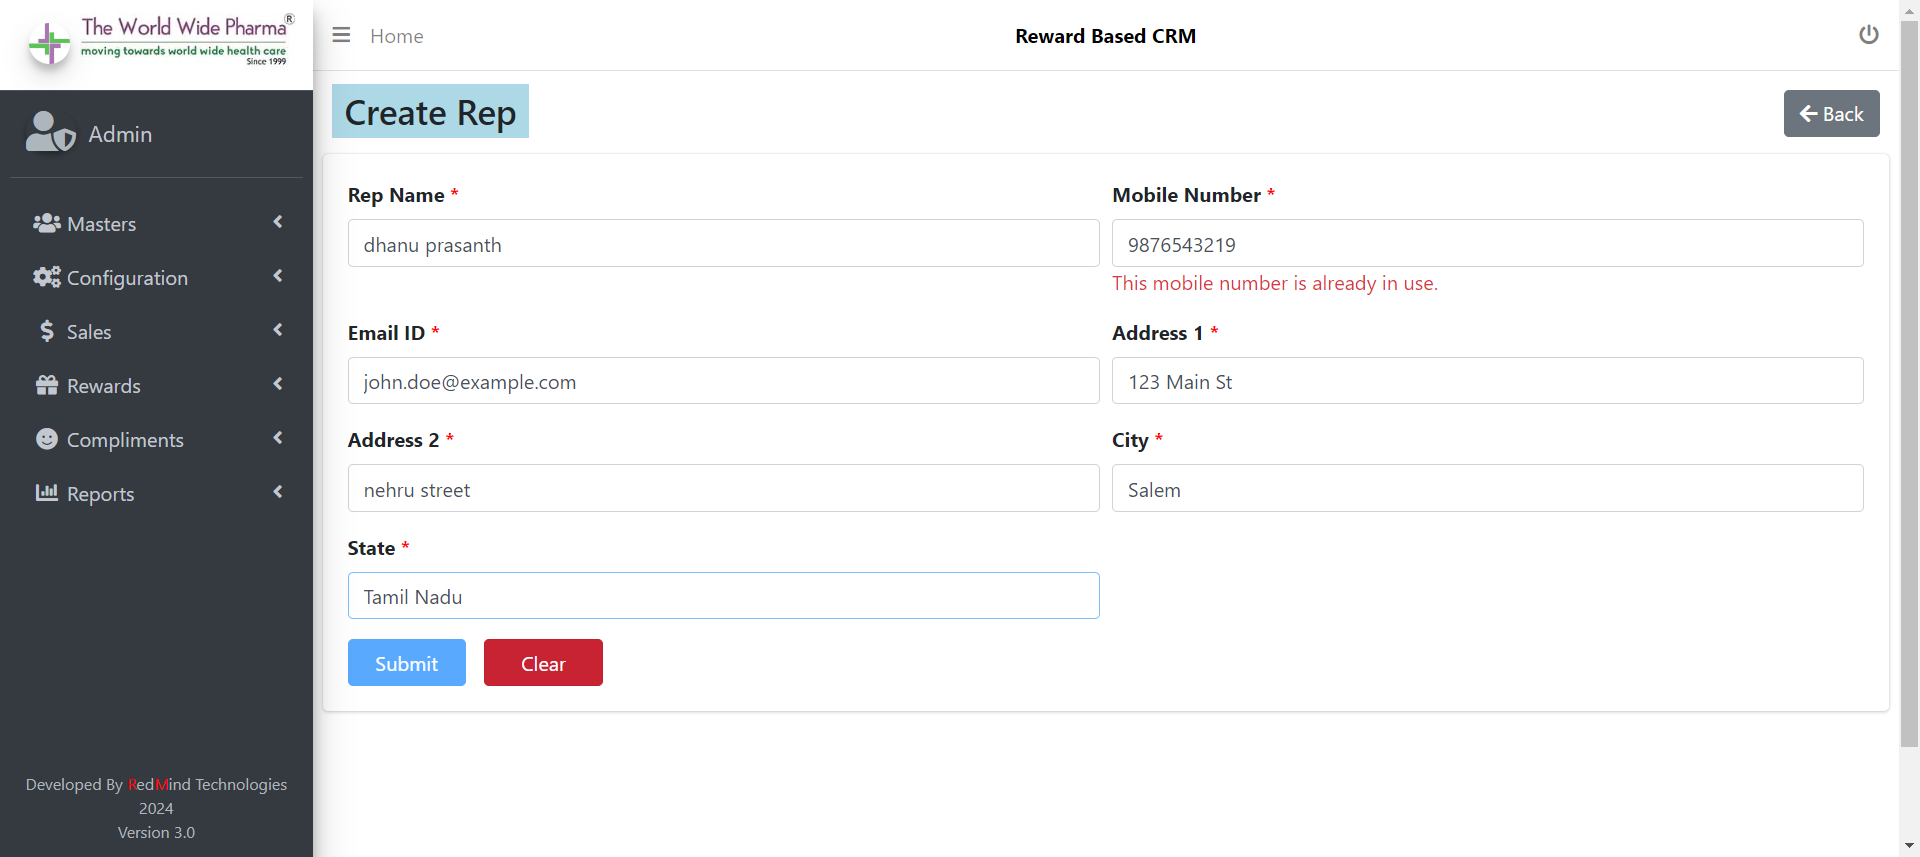 The World Wide Pharma®
moving towards world wide health care
Since 1999
Home
Reward Based CRM
Admin
Create Rep
Back
Masters
Configuration
Sales
Rewards
Compliments
Reports
Rep Name *
dhanu prasanth
Mobile Number *
9876543219
This mobile number is already in use.
Email ID *
john.doe@example.com
Address 1 *
123 Main St
Address 2 *
nehru street
City *
Salem
State *
Tamil Nadu
Submit
Clear
Developed By RedMind Technologies
2024
Version 3.0